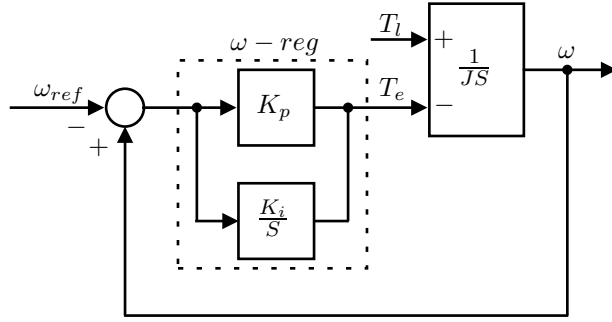 ω − reg
T_l
+
1/JS
ω
ω_ref
−
+
K_p
T_e
−
K_i/S